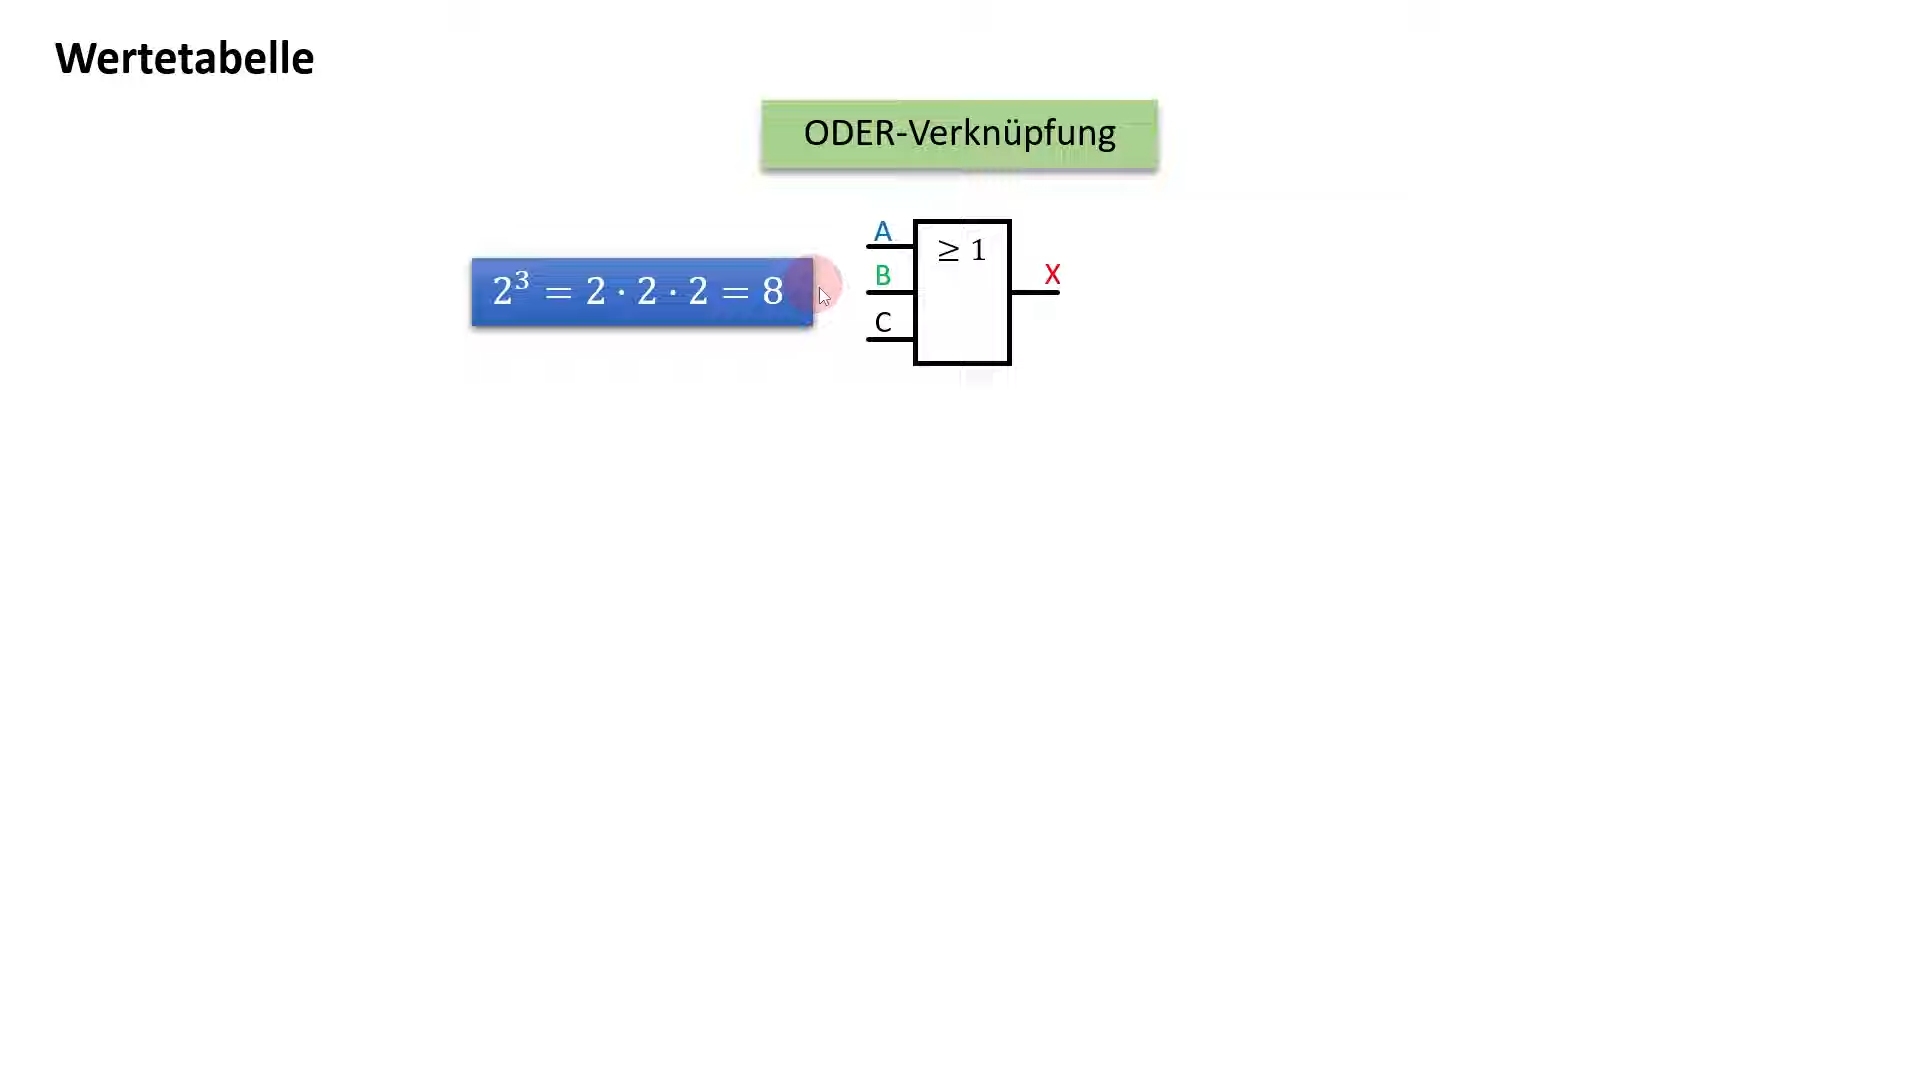 Wertetabelle
ODER-Verknüpfung
2³ = 2 · 2 · 2 = 8
A
B
C
≥ 1
X